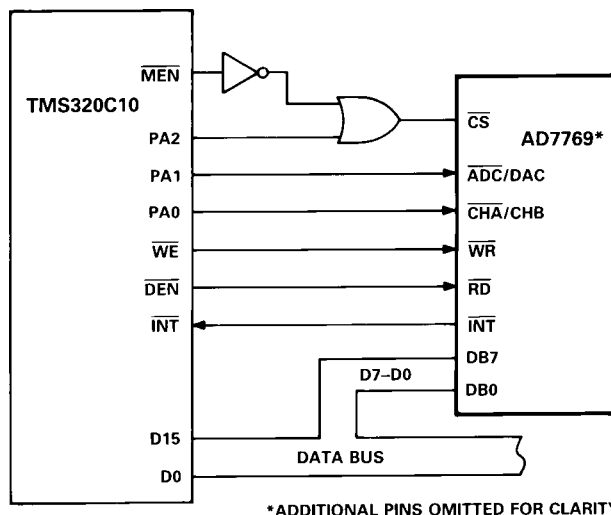 TMS320C10
MEN
PA2
PA1
PA0
WE
DEN
INT
D15
D0
AD7769*
CS
ADC/DAC
CHA/CHB
WR
RD
INT
DB7
DB0
D7–D0
DATA BUS
*ADDITIONAL PINS OMITTED FOR CLARITY